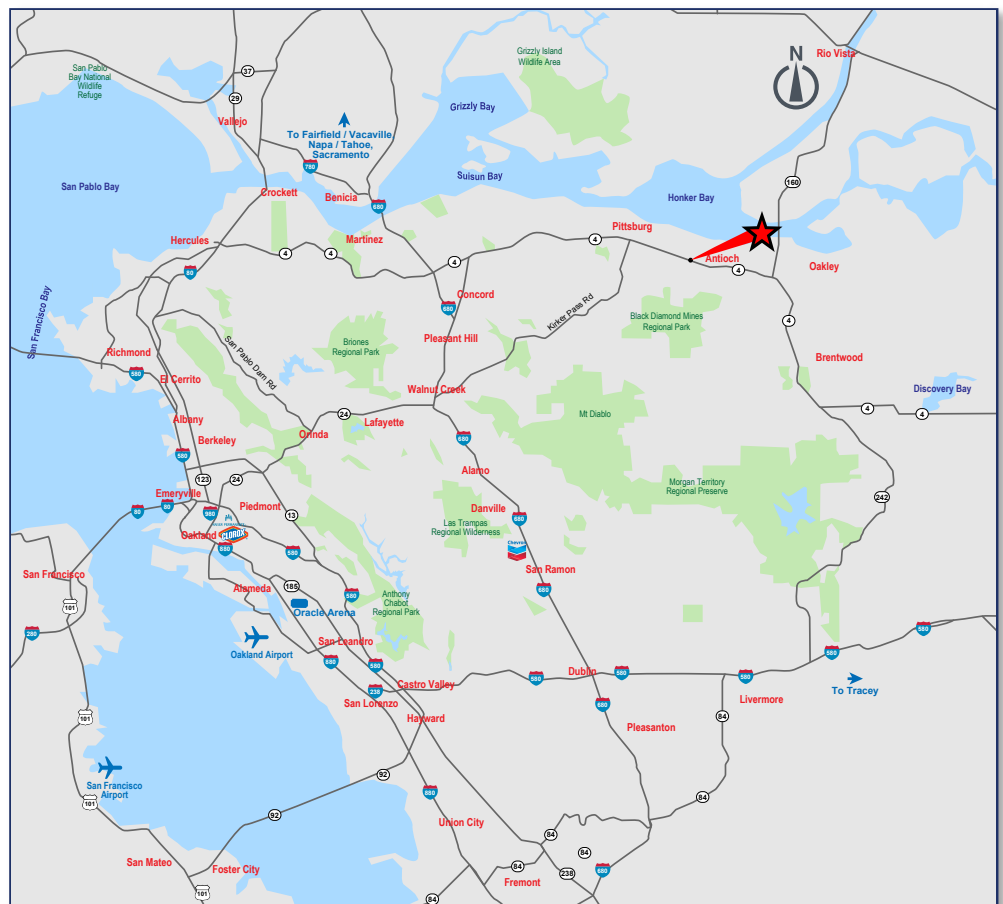 Rio Vista
N
Grizzly Island
Wildlife Area
San Pablo
Bay National
Wildlife
Refuge
37
29
Vallejo
Grizzly Bay
To Fairfield / Vacaville
Napa / Tahoe,
Sacramento
780
Suisun Bay
160
San Pablo Bay
Crockett
Benicia
680
Honker Bay
Pittsburg
Hercules
Martinez
4
4
4
4
Antioch
4
Oakley
80
Concord
680
Kirker Pass Rd
Black Diamond Mines
Regional Park
4
San Francisco Bay
Pleasant Hill
Briones
Regional Park
San Pablo Dam Rd
Richmond
580
El Cerrito
Brentwood
Walnut Creek
Discovery Bay
24
4
4
Albany
Lafayette
Mt Diablo
Berkeley
Orinda
680
580
Alamo
123
24
Morgan Territory
Regional Preserve
Emeryville
242
80
80
980
Piedmont
13
Danville
680
Las Trampas
Regional Wilderness
Oakland
CLOROX
880
580
Chevron
San Ramon
San Francisco
185
Alameda
580
680
Anthony
Chabot
Regional Park
101
Oracle Arena
280
580
San Leandro
Oakland Airport
880
580
580
Dublin
580
580
580
238
Castro Valley
To Tracey
San Lorenzo
Livermore
680
101
Hayward
84
Pleasanton
San Francisco
Airport
92
880
84
101
92
Union City
84
84
San Mateo
Foster City
84
238
680
Fremont
101
84